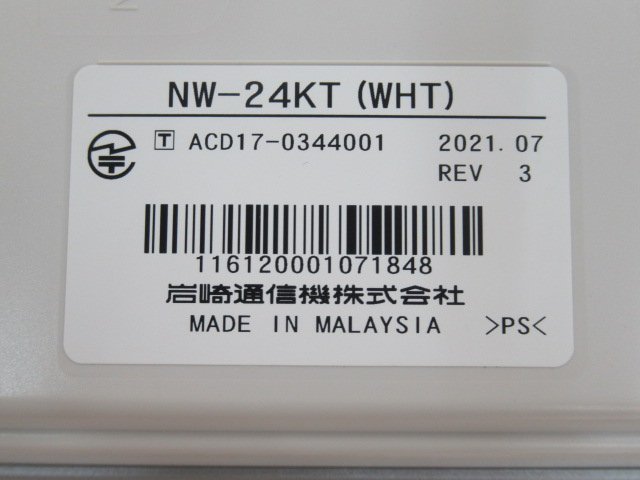 NW-24KT (WHT)
T ACD17-0344001 2021.07
REV 3
116120001071848
岩崎通信機株式会社
MADE IN MALAYSIA >PS<